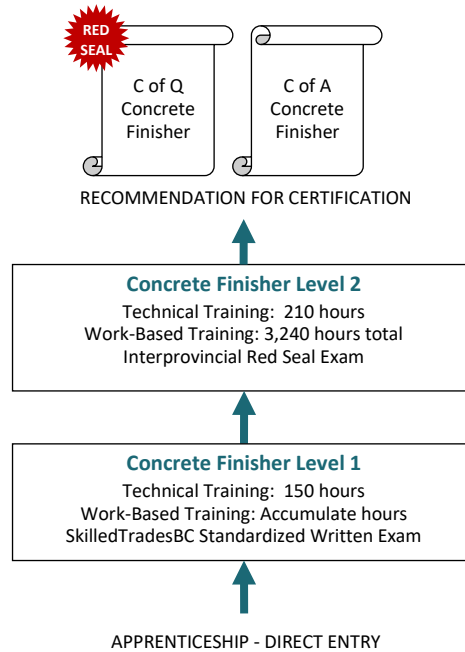 RED
SEAL
C of Q
Concrete
Finisher
C of A
Concrete
Finisher
RECOMMENDATION FOR CERTIFICATION
Concrete Finisher Level 2
Technical Training: 210 hours
Work-Based Training: 3,240 hours total
Interprovincial Red Seal Exam
Concrete Finisher Level 1
Technical Training: 150 hours
Work-Based Training: Accumulate hours
SkilledTradesBC Standardized Written Exam
APPRENTICESHIP - DIRECT ENTRY